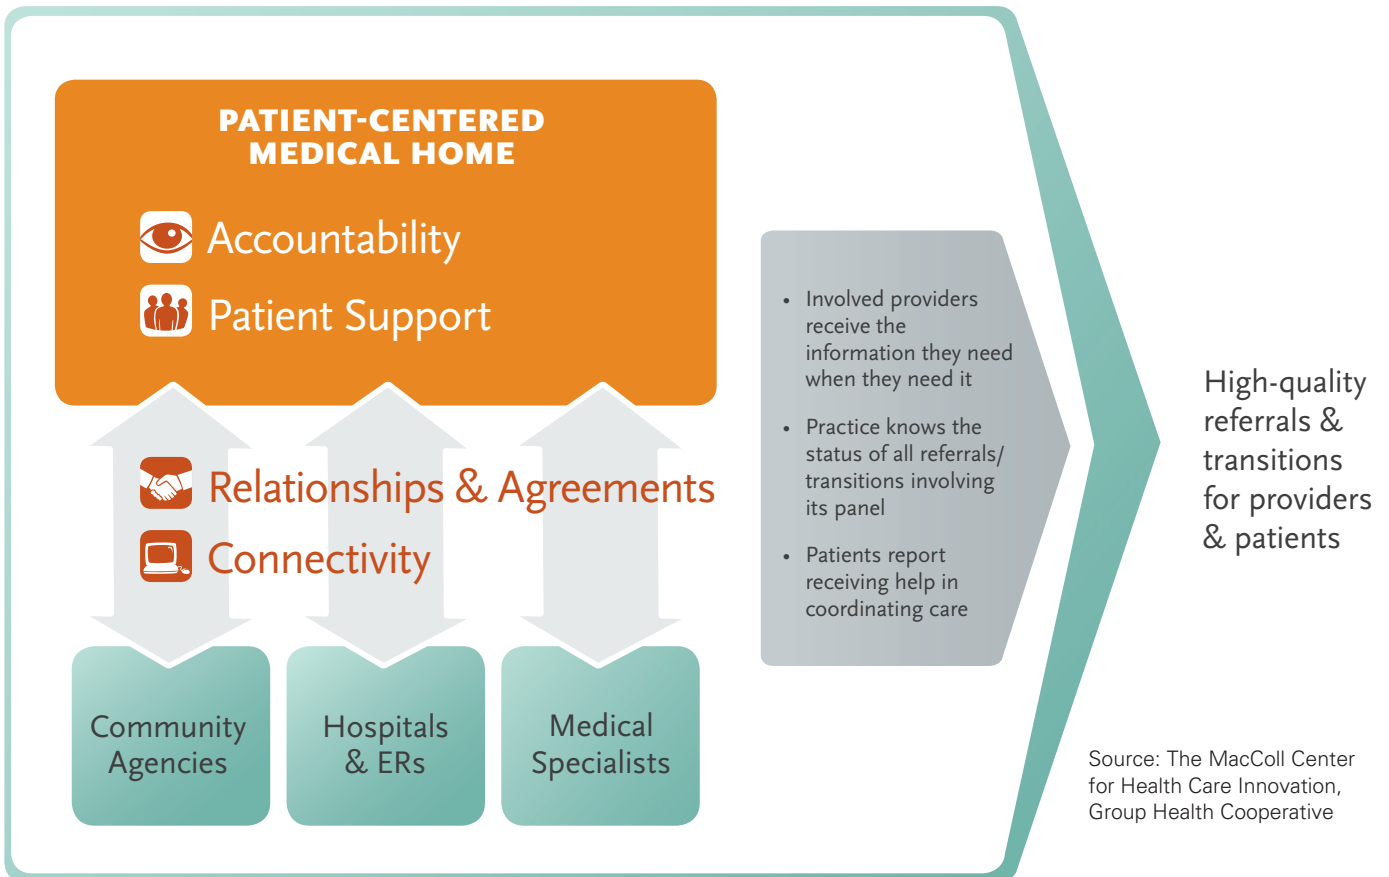 PATIENT-CENTERED
MEDICAL HOME
Accountability
Patient Support
Relationships & Agreements
Connectivity
Community
Agencies
Hospitals
& ERs
Medical
Specialists
• Involved providers
receive the
information they need
when they need it
• Practice knows the
status of all referrals/
transitions involving
its panel
• Patients report
receiving help in
coordinating care
High-quality
referrals &
transitions
for providers
& patients
Source: The MacColl Center
for Health Care Innovation,
Group Health Cooperative